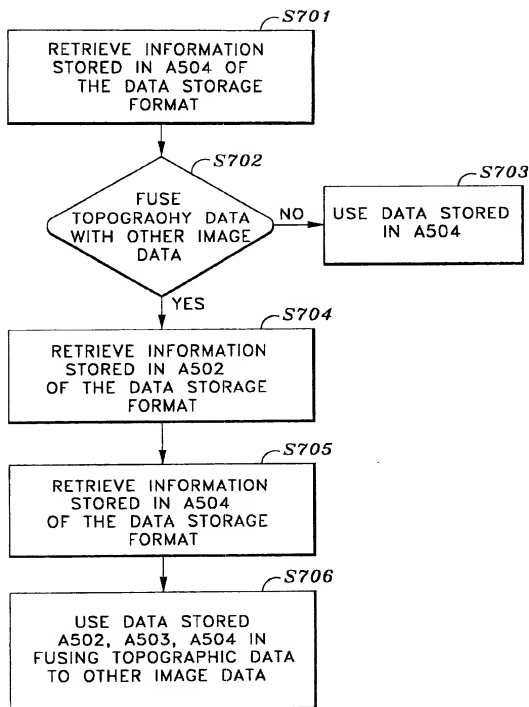 S701
RETRIEVE INFORMATION
STORED IN A504 OF
THE DATA STORAGE
FORMAT
S702
FUSE
TOPOGRAOHY DATA
WITH OTHER IMAGE
DATA
NO
S703
USE DATA STORED
IN A504
YES
S704
RETRIEVE INFORMATION
STORED IN A502
OF THE DATA STORAGE
FORMAT
S705
RETRIEVE INFORMATION
STORED IN A504
OF THE DATA STORAGE
FORMAT
S706
USE DATA STORED
A502, A503, A504 IN
FUSING TOPOGRAPHIC DATA
TO OTHER IMAGE DATA